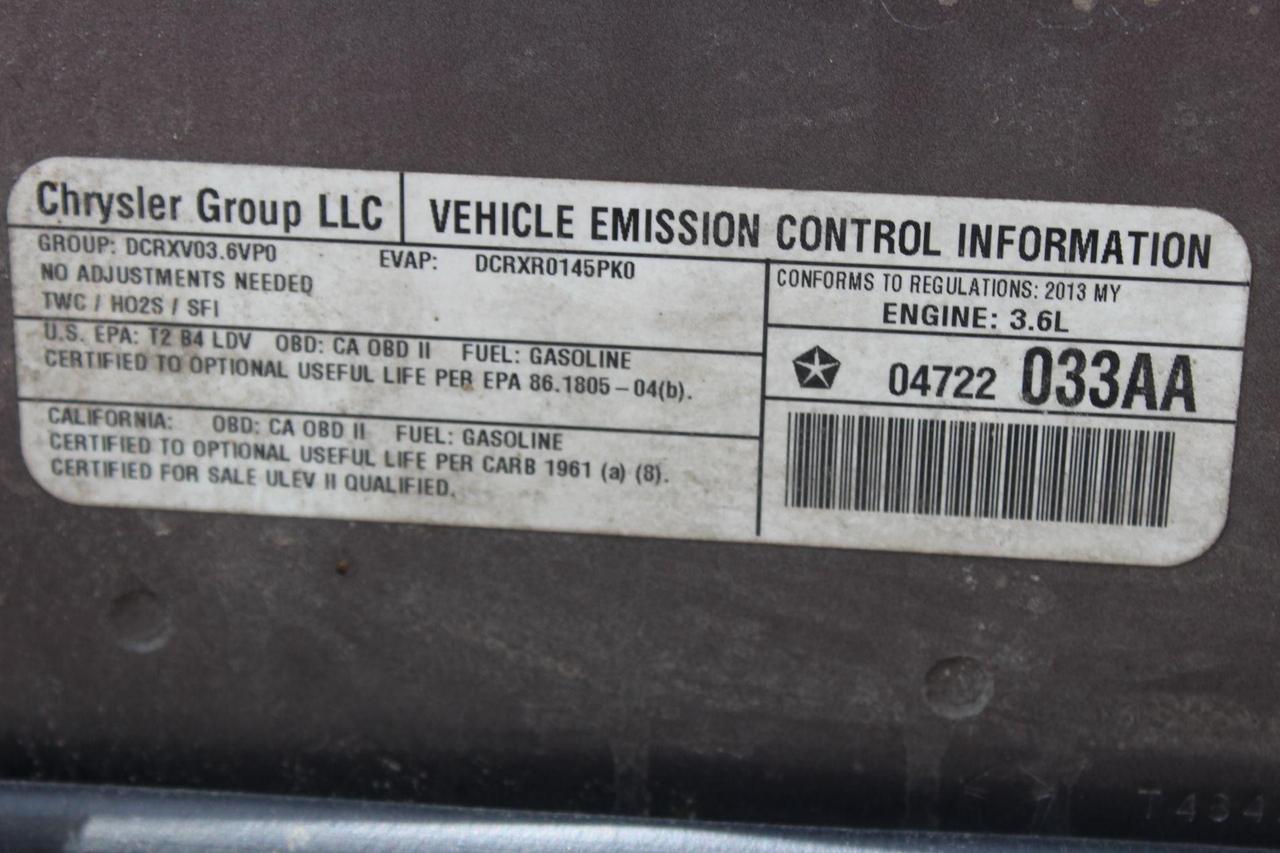 Chrysler Group LLC
VEHICLE EMISSION CONTROL INFORMATION
GROUP: DCRXV03.6VP0 EVAP: DCRXR0145PK0
NO ADJUSTMENTS NEEDED
TWC / HO2S / SFI
U.S. EPA: T2 B4 LDV OBD: CA OBD II FUEL: GASOLINE
CERTIFIED TO OPTIONAL USEFUL LIFE PER EPA 86.1805-04(b).
CALIFORNIA: OBD: CA OBD II FUEL: GASOLINE
CERTIFIED TO OPTIONAL USEFUL LIFE PER CARB 1961 (a) (8).
CERTIFIED FOR SALE ULEV II QUALIFIED.
CONFORMS TO REGULATIONS: 2013 MY
ENGINE: 3.6L
04722 033AA